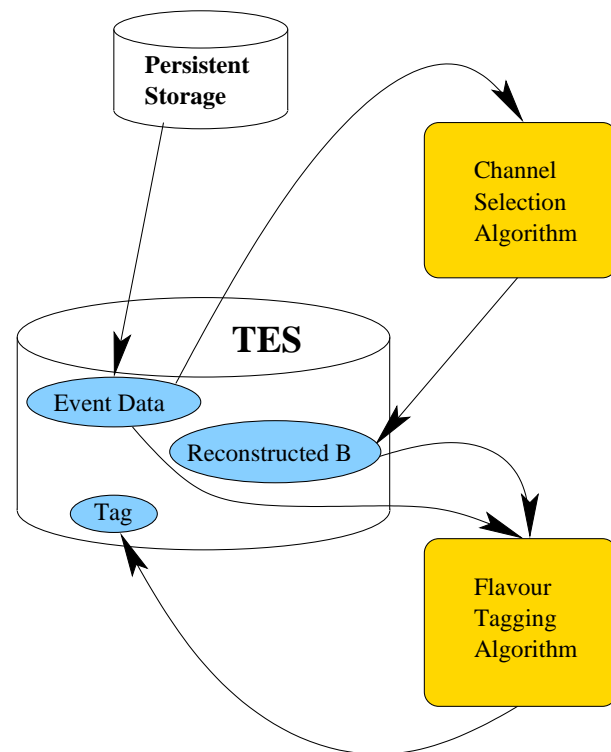 Persistent
Storage
Channel
Selection
Algorithm
TES
Event Data
Reconstructed B
Tag
Flavour
Tagging
Algorithm